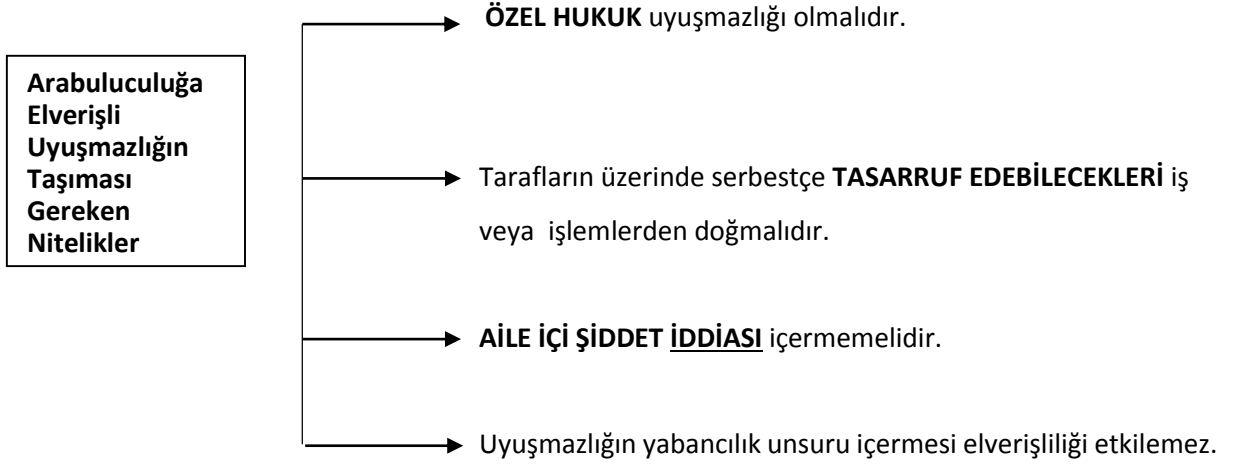 ÖZEL HUKUK uyuşmazlığı olmalıdır.
Arabuluculuğa
Elverişli
Uyuşmazlığın
Taşıması
Gereken
Nitelikler
Tarafların üzerinde serbestçe TASARRUF EDEBİLECEKLERİ iş
veya işlemlerden doğmalıdır.
AİLE İÇİ ŞİDDET İDDİASI içermemelidir.
Uyuşmazlığın yabancılık unsuru içermesi elverişliliği etkilemez.